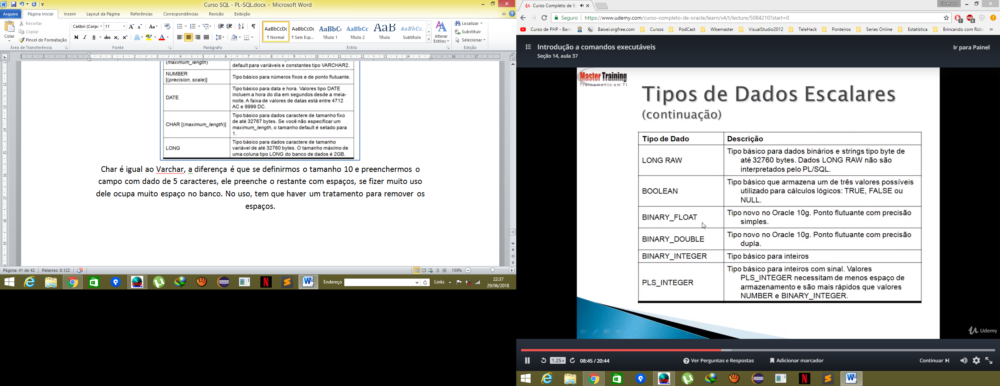 Curso SQL - PL-SQL.docx - Microsoft Word
Arquivo
Página Inicial
Inserir
Layout da Página
Referências
Correspondências
Revisão
Exibição
Colar
Recortar
Copiar
Pincel de Formatação
Área de Transferência
Calibri (Corpo
11
Fonte
Parágrafo
AaBbCcDc
¶ Normal
AaBbCcDc
¶ Sem Esp...
AaBbC
Título 1
AaBbCc
Título 2
AaB
Título
AaBbCc.
Subtítulo
Alterar
Estilos
Estilo
Localizar
Substituir
Selecionar
Edição
(maximum_length)
default para variáveis e constantes tipo VARCHAR2.
NUMBER
[(precision, scale)]
Tipo básico para números fixos e de ponto flutuante.
DATE
Tipo básico para data e hora. Valores tipo DATE
incluem a hora do dia em segundos desde a meia-
noite. A faixa de valores de datas está entre 4712
AC e 9999 DC.
CHAR [(maximum_length)]
Tipo básico para dados caractere de tamanho fixo
de até 32767 bytes. Se você não especificar um
maximum_length, o tamanho default é setado para
1.
LONG
Tipo básico para dados caractere de tamanho
variável de até 32760 bytes. O tamanho máximo de
uma coluna tipo LONG do banco de dados é 2GB.
Char é igual ao Varchar, a diferença é que se definirmos o tamanho 10 e preenchermos o
campo com dado de 5 caracteres, ele preenche o restante com espaços, se fizer muito uso
dele ocupa muito espaço no banco. No uso, tem que haver um tratamento para remover os
espaços.
Página: 41 de 42
Palavras: 8.122
159%
Endereço
Links
22:37
29/06/2018
Curso Completo de B
Emerson
Seguro
https://www.udemy.com/curso-completo-de-oracle/learn/v4/t/lecture/5084210?start=0
Curso de PHP - Banc
Baixei.orgfree.com
Cursos
PodCast
Wbemaster
VisualStudio2012
TeleHack
Ponteiros
Series Online
Estatística
Brincando com Rob
Introdução a comandos executáveis
Seção 14, aula 37
Ir para Painel
Master Training
Treinamento em TI
Tipos de Dados Escalares
(continuação)
Tipo de Dado
Descrição
LONG RAW
Tipo básico para dados binários e strings tipo byte de
até 32760 bytes. Dados LONG RAW não são
interpretados pelo PL/SQL.
BOOLEAN
Tipo básico que armazena um de três valores possíveis
utilizado para cálculos lógicos: TRUE, FALSE ou
NULL.
BINARY_FLOAT
Tipo novo no Oracle 10g. Ponto flutuante com precisão
simples.
BINARY_DOUBLE
Tipo novo no Oracle 10g. Ponto flutuante com precisão
dupla.
BINARY_INTEGER
Tipo básico para inteiros
PLS_INTEGER
Tipo básico para inteiros com sinal. Valores
PLS_INTEGER necessitam de menos espaço de
armazenamento e são mais rápidos que valores
NUMBER e BINARY_INTEGER.
Udemy
1.25x
08:45 / 20:44
Ver Perguntas e Respostas
Adicionar marcador
Continuar